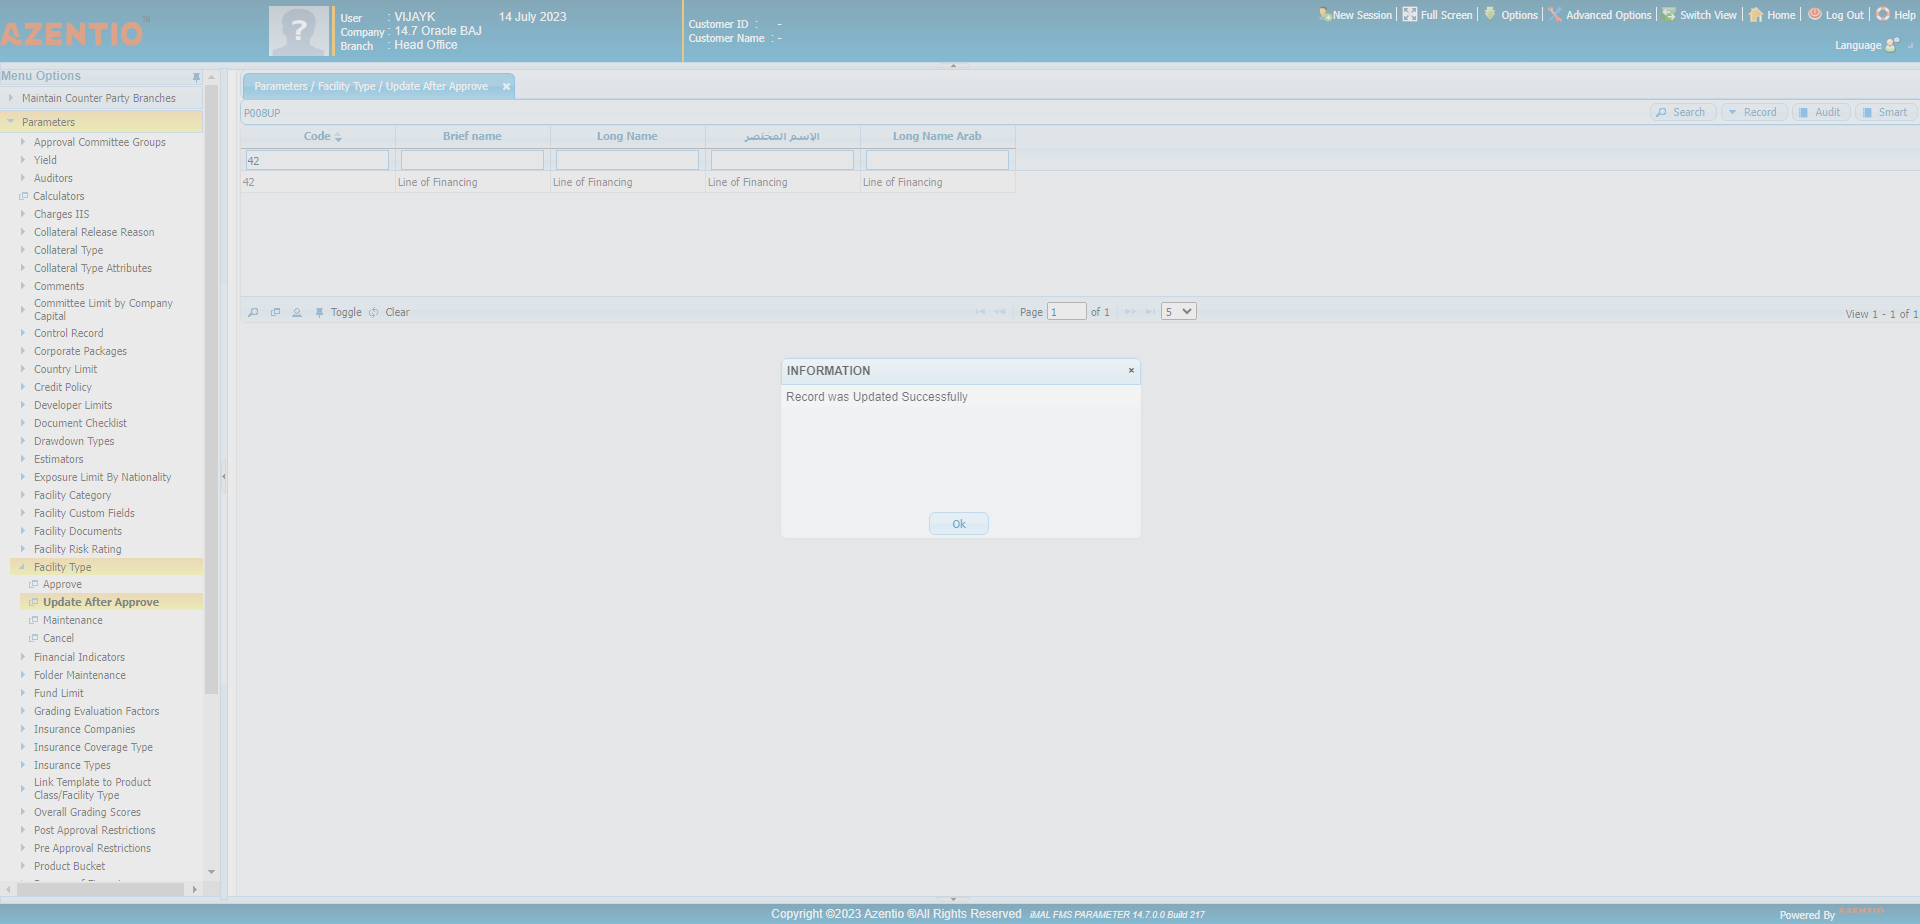 AZENTIO™
User : VIJAYK 14 July 2023
Company : 14.7 Oracle BAJ
Branch : Head Office
Customer ID : -
Customer Name : -
New Session Full Screen Options Advanced Options Switch View Home Log Out Help
Language
Menu Options
Maintain Counter Party Branches
Parameters
Approval Committee Groups
Yield
Auditors
Calculators
Charges IIS
Collateral Release Reason
Collateral Type
Collateral Type Attributes
Comments
Committee Limit by Company
Capital
Control Record
Corporate Packages
Country Limit
Credit Policy
Developer Limits
Document Checklist
Drawdown Types
Estimators
Exposure Limit By Nationality
Facility Category
Facility Custom Fields
Facility Documents
Facility Risk Rating
Facility Type
Approve
Update After Approve
Maintenance
Cancel
Financial Indicators
Folder Maintenance
Fund Limit
Grading Evaluation Factors
Insurance Companies
Insurance Coverage Type
Insurance Types
Link Template to Product
Class/Facility Type
Overall Grading Scores
Post Approval Restrictions
Pre Approval Restrictions
Product Bucket
Parameters / Facility Type / Update After Approve
P008UP
Search Record Audit Smart
Code Brief name Long Name الإسم المختصر Long Name Arab
42
42 Line of Financing Line of Financing Line of Financing Line of Financing
Toggle Clear
Page 1 of 1 5
View 1 - 1 of 1
INFORMATION
Record was Updated Successfully
Ok
Copyright ©2023 Azentio ®All Rights Reserved iMAL FMS PARAMETER 14.7.0.0 Build 217
Powered By AZENTIO